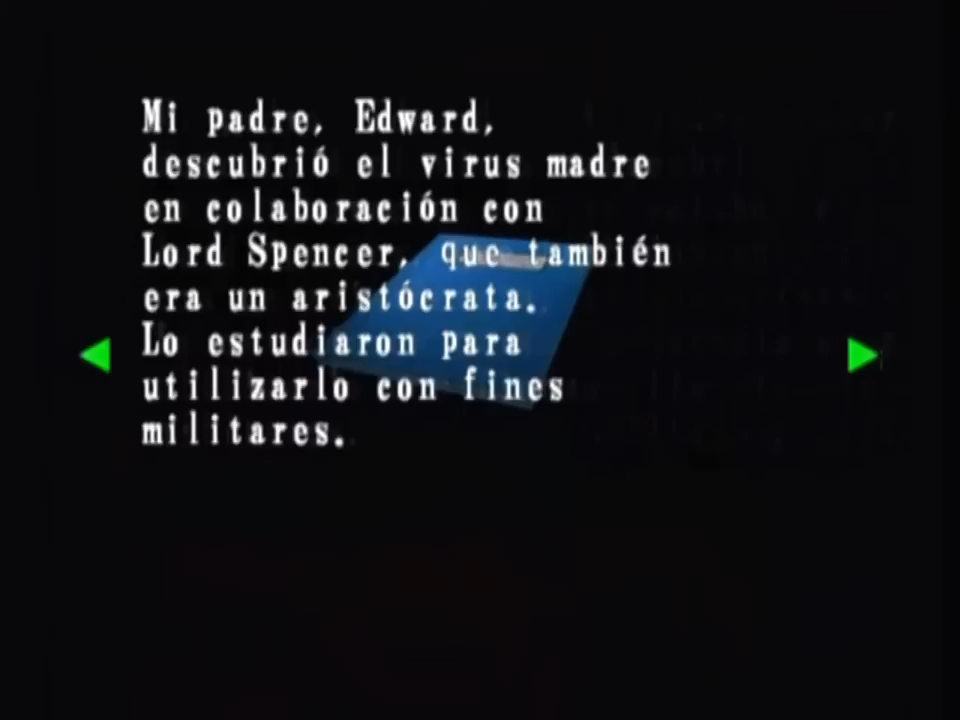 Mi padre, Edward,
descubrió el virus madre
en colaboración con
Lord Spencer, que también
era un aristócrata.
Lo estudiaron para
utilizarlo con fines
militares.